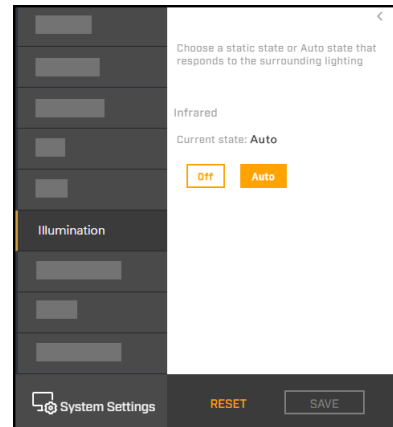 Choose a static state or Auto state that
responds to the surrounding lighting
Infrared
Current state: Auto
Off
Auto
Illumination
System Settings
RESET
SAVE